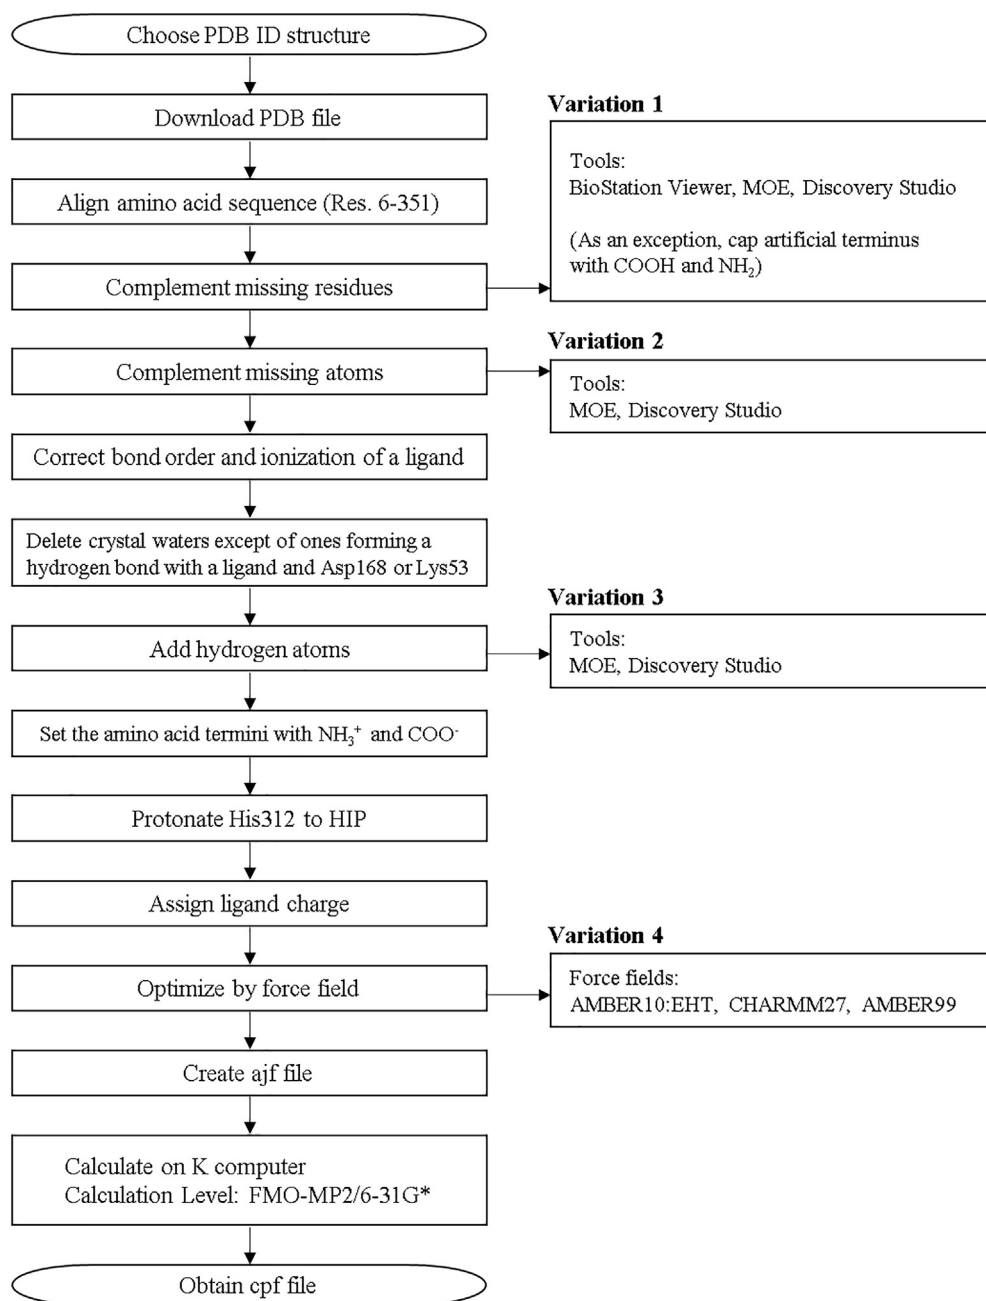 Choose PDB ID structure
Download PDB file
Align amino acid sequence (Res. 6-351)
Complement missing residues
Variation 1
Tools:
BioStation Viewer, MOE, Discovery Studio
(As an exception, cap artificial terminus
with COOH and NH₂)
Complement missing atoms
Variation 2
Tools:
MOE, Discovery Studio
Correct bond order and ionization of a ligand
Delete crystal waters except of ones forming a
hydrogen bond with a ligand and Asp168 or Lys53
Add hydrogen atoms
Variation 3
Tools:
MOE, Discovery Studio
Set the amino acid termini with NH₃⁺ and COO⁻
Protonate His312 to HIP
Assign ligand charge
Optimize by force field
Variation 4
Force fields:
AMBER10:EHT, CHARMM27, AMBER99
Create ajf file
Calculate on K computer
Calculation Level: FMO-MP2/6-31G*
Obtain cpf file